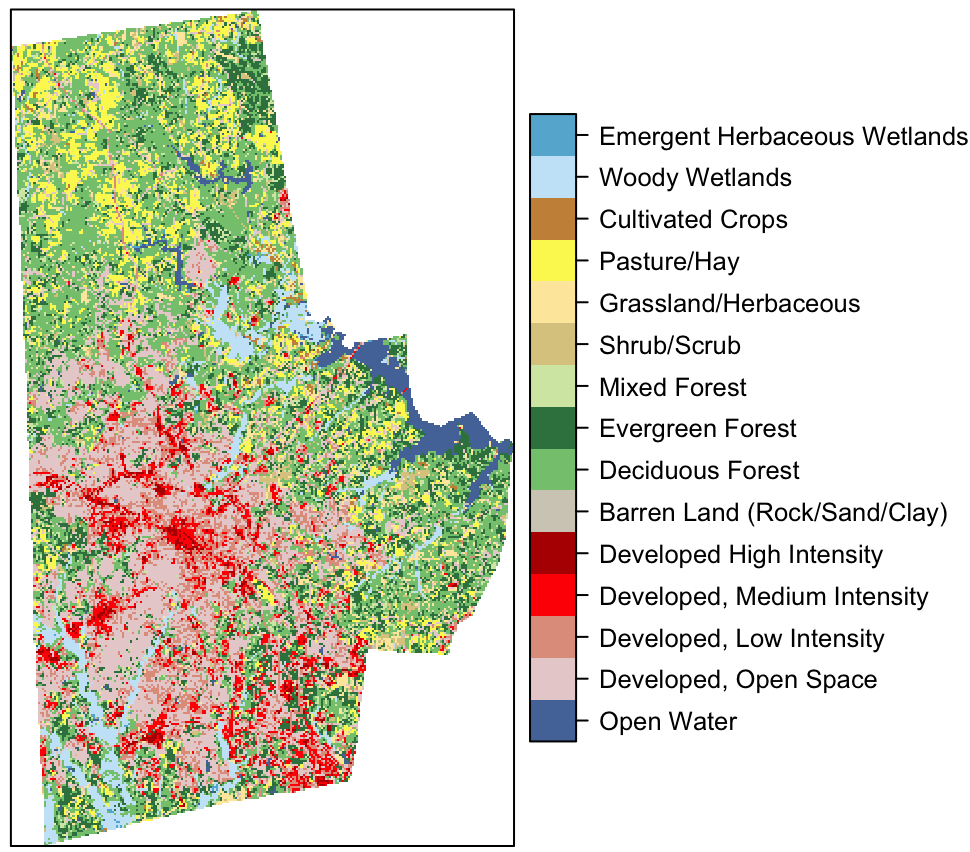 Emergent Herbaceous Wetlands
Woody Wetlands
Cultivated Crops
Pasture/Hay
Grassland/Herbaceous
Shrub/Scrub
Mixed Forest
Evergreen Forest
Deciduous Forest
Barren Land (Rock/Sand/Clay)
Developed High Intensity
Developed, Medium Intensity
Developed, Low Intensity
Developed, Open Space
Open Water